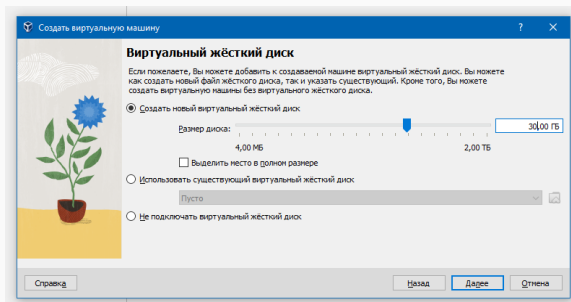 Создать виртуальную машину
?
Виртуальный жёсткий диск
Если пожелаете, Вы можете добавить к создаваемой машине виртуальный жёсткий диск. Вы можете
как создать новый файл жёсткого диска, так и указать существующий. Кроме того, Вы можете
создать виртуальную машины без виртуального жёсткого диска.
Создать новый виртуальный жёсткий диск
Размер диска:
30,00 ГБ
4,00 МБ
2,00 ТБ
Выделить место в полном размере
Использовать существующий виртуальный жёсткий диск
Пусто
Не подключать виртуальный жёсткий диск
Справка
Назад
Далее
Отмена